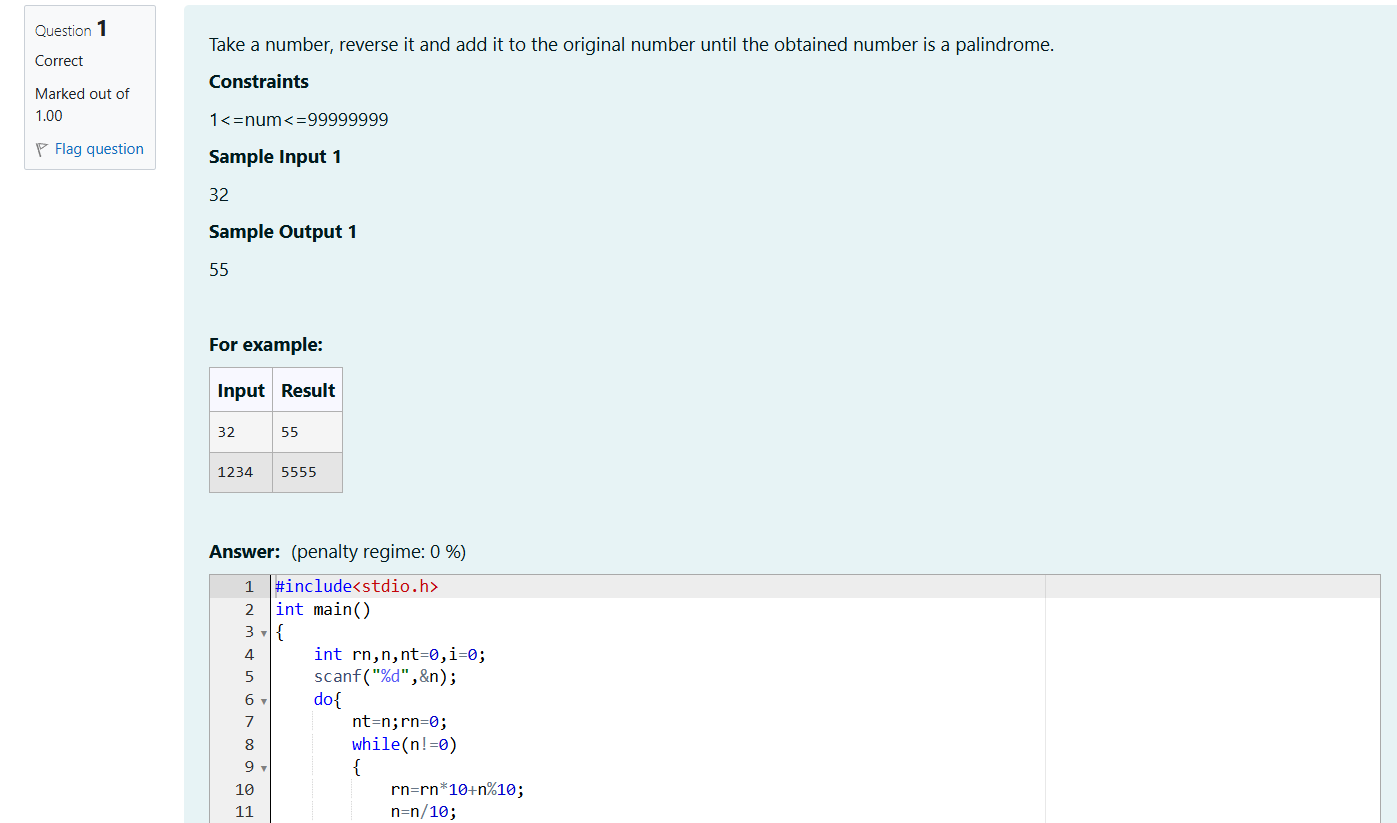 Question 1
Correct
Marked out of
1.00
Flag question
Take a number, reverse it and add it to the original number until the obtained number is a palindrome.
Constraints
1<=num<=99999999
Sample Input 1
32
Sample Output 1
55
For example:
Input Result
32 55
1234 5555
Answer: (penalty regime: 0 %)
1 #include<stdio.h>
2 int main()
3 {
4 int rn,n,nt=0,i=0;
5 scanf("%d",&n);
6 do{
7 nt=n;rn=0;
8 while(n!=0)
9 {
10 rn=rn*10+n%10;
11 n=n/10;